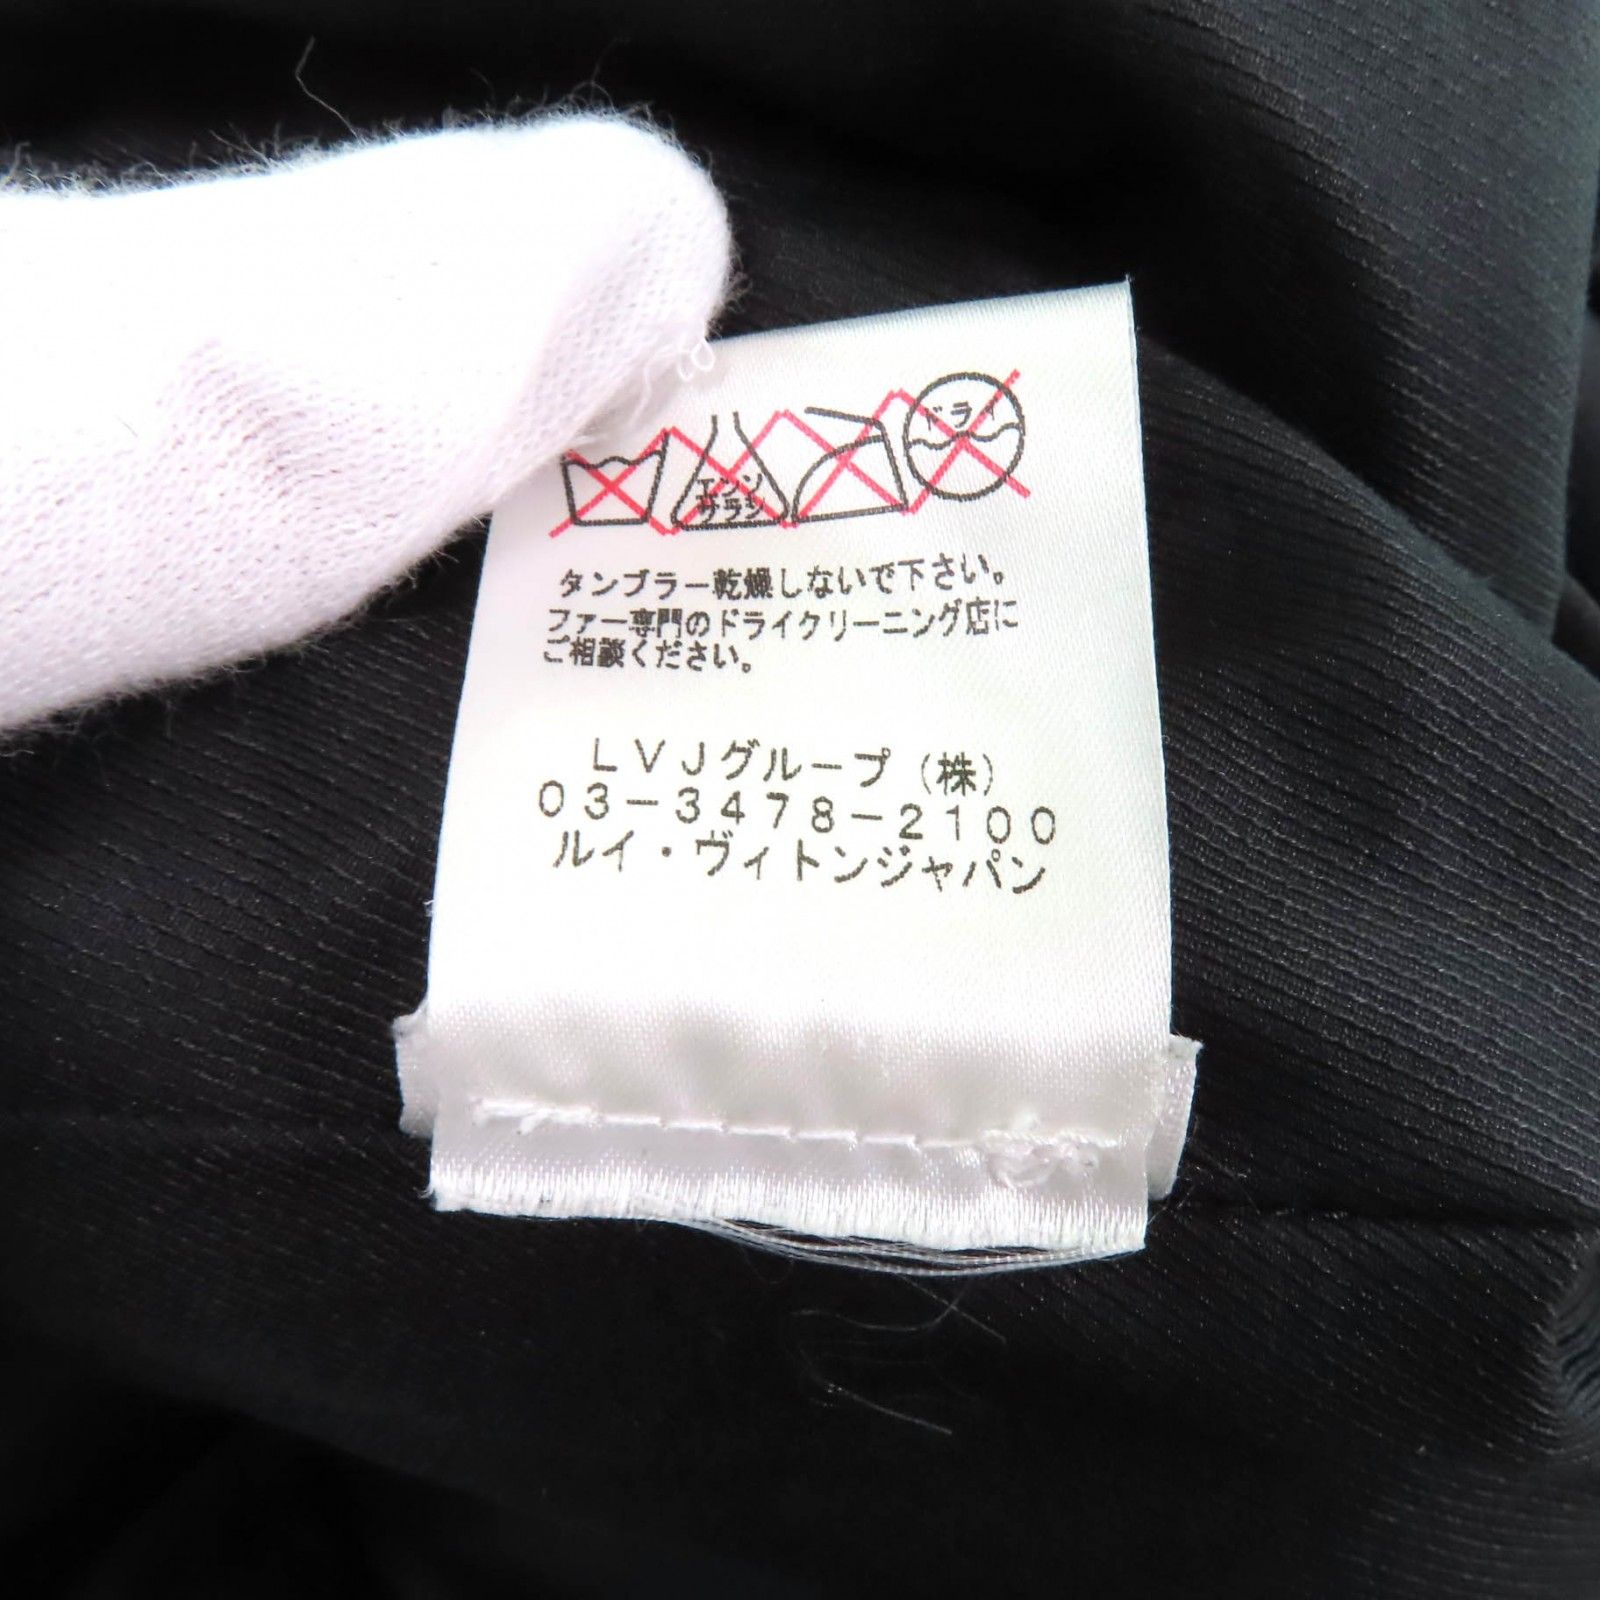 ドライ
エンソ
サラシ
タンブラー乾燥しないで下さい。
ファー専門のドライクリーニング店に
ご相談ください。
LVJグループ（株）
03-3478-2100
ルイ・ヴィトンジャパン